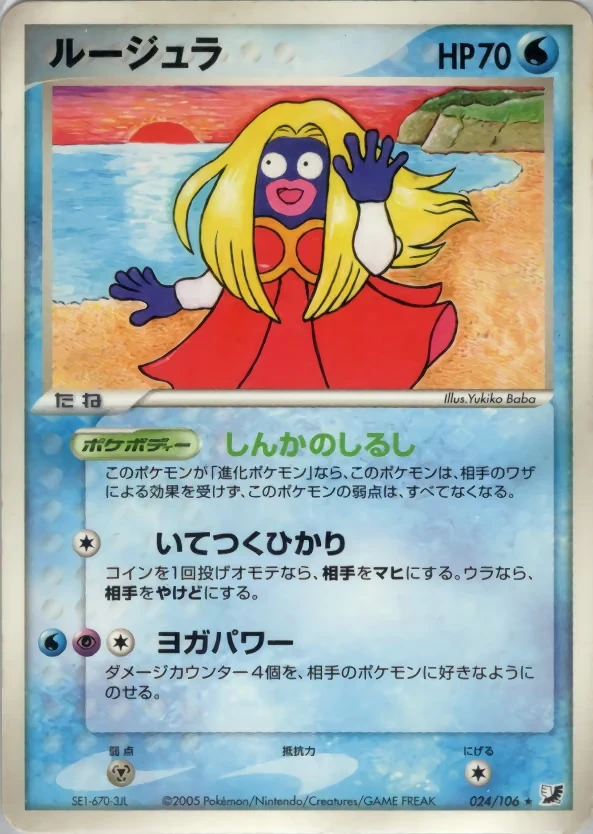 ルージュラ HP70
たね Illus.Yukiko Baba
ポケボディー しんかのしるし
このポケモンが「進化ポケモン」なら、このポケモンは、相手のワザ
による効果を受けず、このポケモンの弱点は、すべてなくなる。
いてつくひかり
コインを1回投げオモテなら、相手をマヒにする。ウラなら、
相手をやけどにする。
ヨガパワー
ダメージカウンター4個を、相手のポケモンに好きなように
のせる。
弱点 抵抗力 にげる
SE1-670-3JL ©2005 Pokémon/Nintendo/Creatures/GAME FREAK 024/106 ★